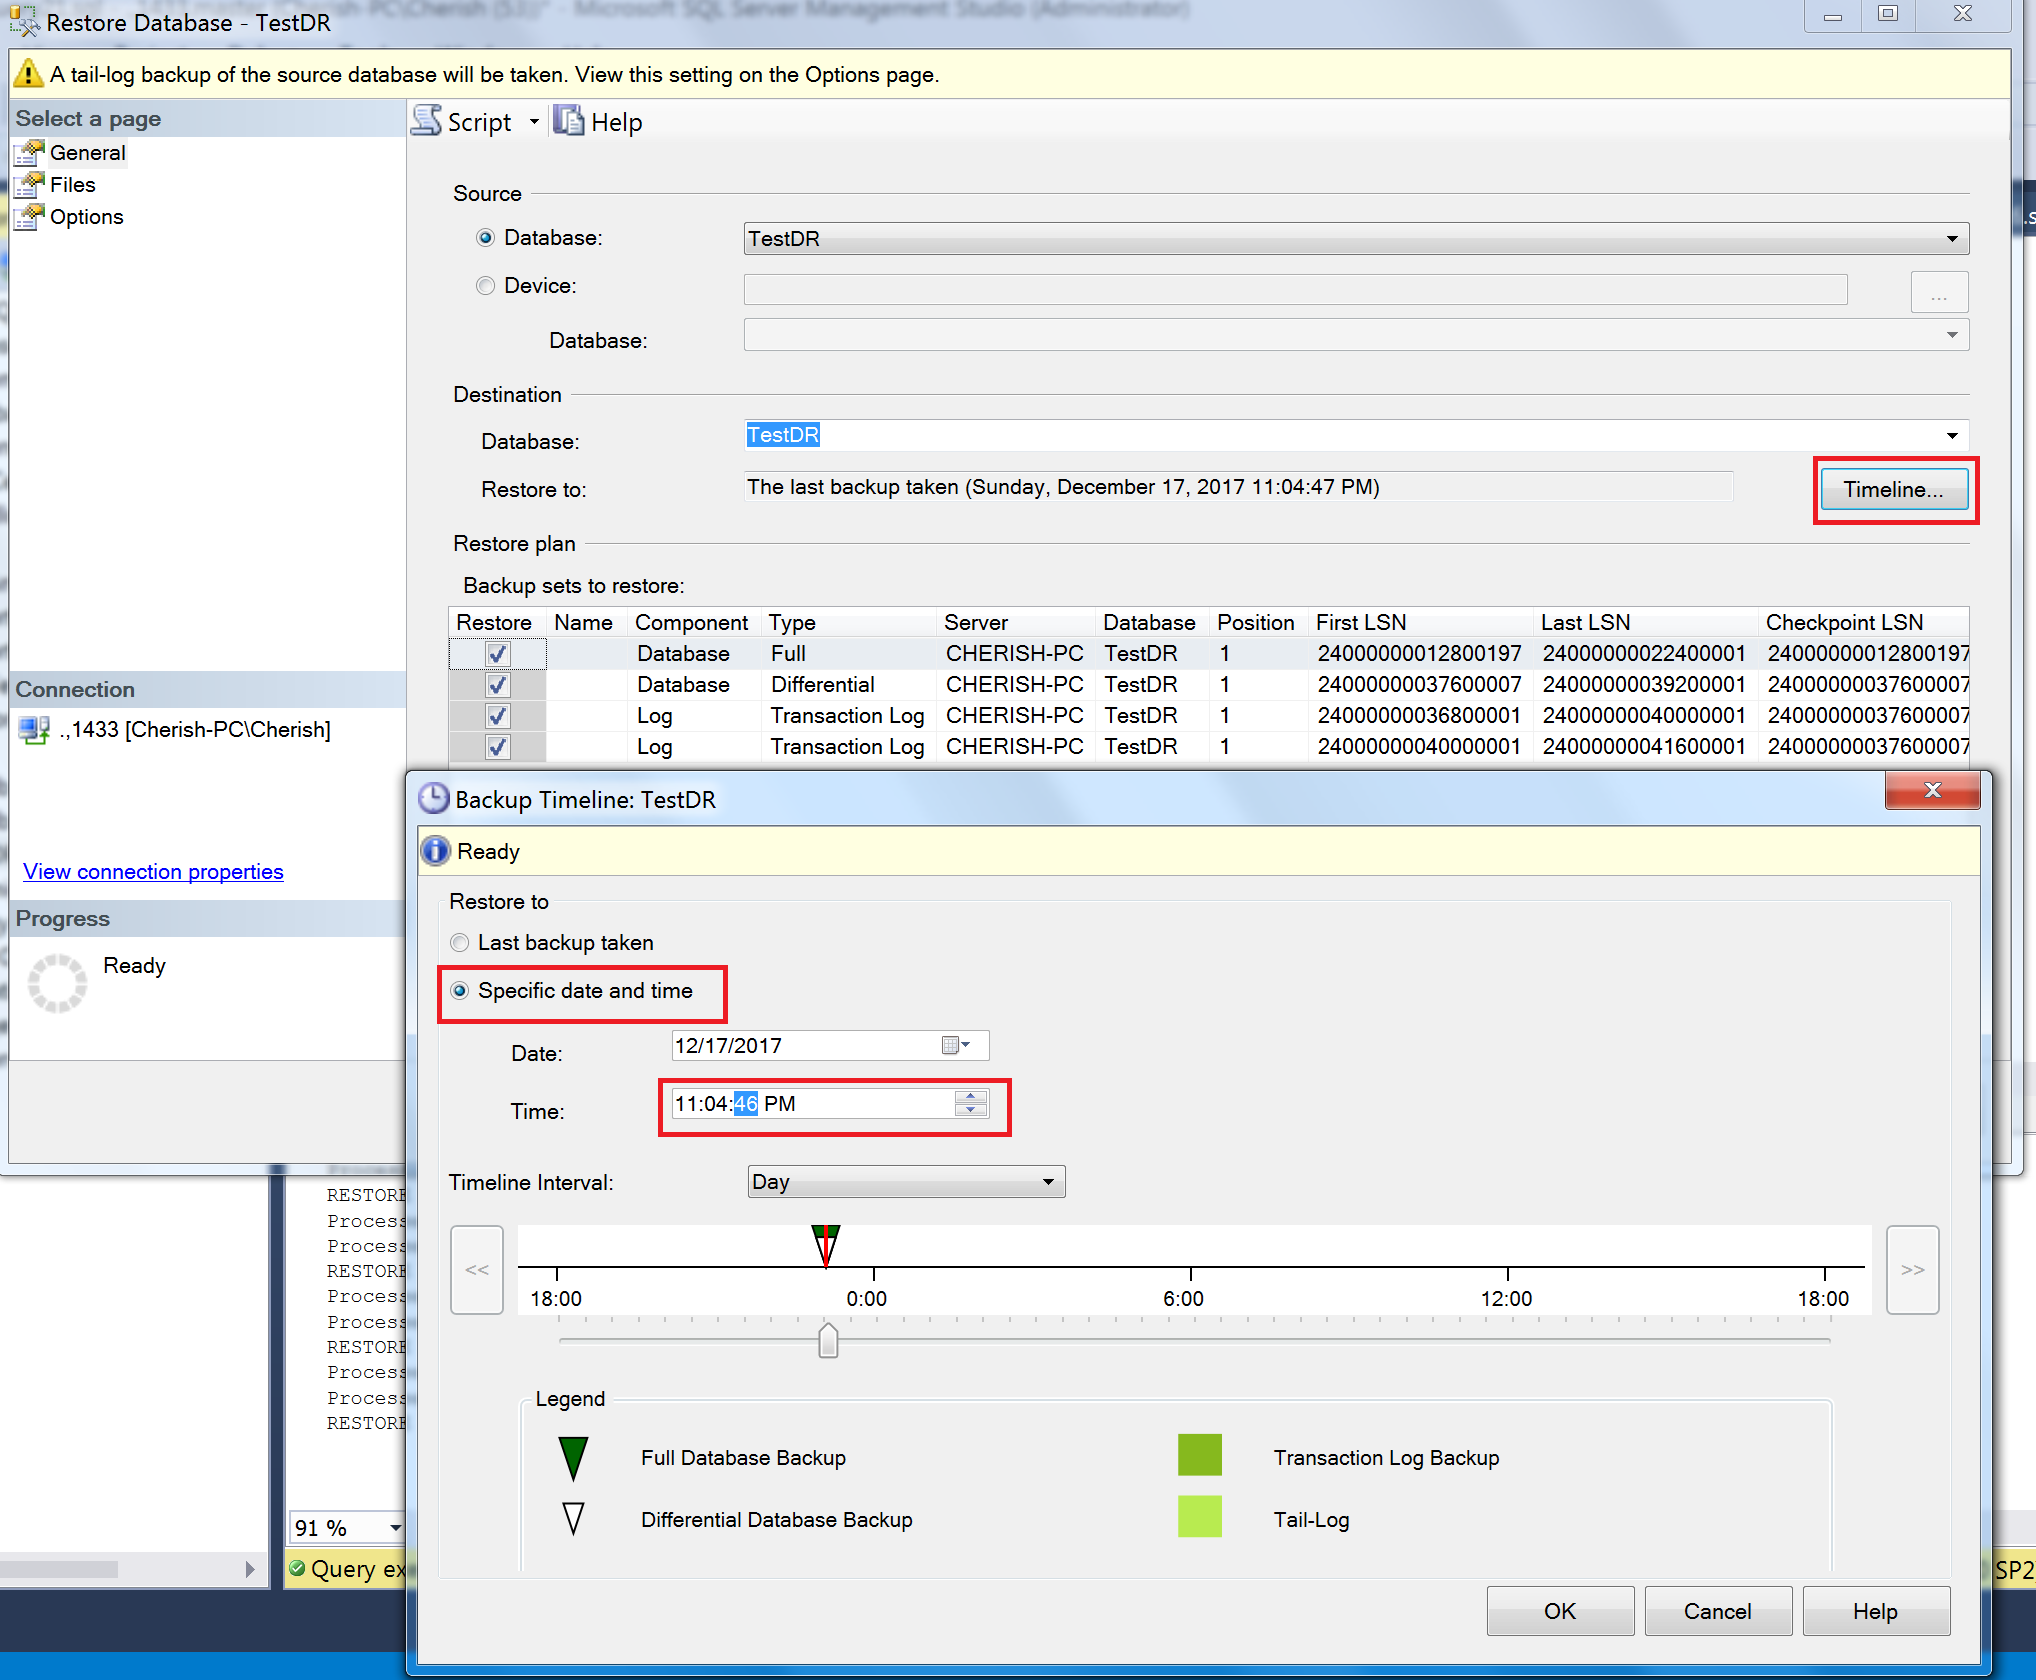 Restore Database - TestDR
A tail-log backup of the source database will be taken. View this setting on the Options page.
Select a page
General
Files
Options
Script
Help
Source
Database:
TestDR
Device:
...
Database:
Destination
Database:
TestDR
Restore to:
The last backup taken (Sunday, December 17, 2017 11:04:47 PM)
Timeline...
Restore plan
Backup sets to restore:
Restore Name Component Type Server Database Position First LSN Last LSN Checkpoint LSN
Database Full CHERISH-PC TestDR 1 24000000012800197 24000000022400001 24000000012800197
Database Differential CHERISH-PC TestDR 1 24000000037600007 24000000039200001 24000000037600007
Log Transaction Log CHERISH-PC TestDR 1 24000000036800001 24000000040000001 24000000037600007
Log Transaction Log CHERISH-PC TestDR 1 24000000040000001 24000000041600001 24000000037600007
Connection
.,1433 [Cherish-PC\Cherish]
View connection properties
Progress
Ready
Backup Timeline: TestDR
Ready
Restore to
Last backup taken
Specific date and time
Date:
12/17/2017
Time:
11:04:46 PM
Timeline Interval:
Day
<<
18:00 0:00 6:00 12:00 18:00
>>
Legend
Full Database Backup
Transaction Log Backup
Differential Database Backup
Tail-Log
OK
Cancel
Help
RESTORE
Process
Process
RESTORE
Process
Process
RESTORE
Process
Process
RESTORE
91 %
Query ex
SP2